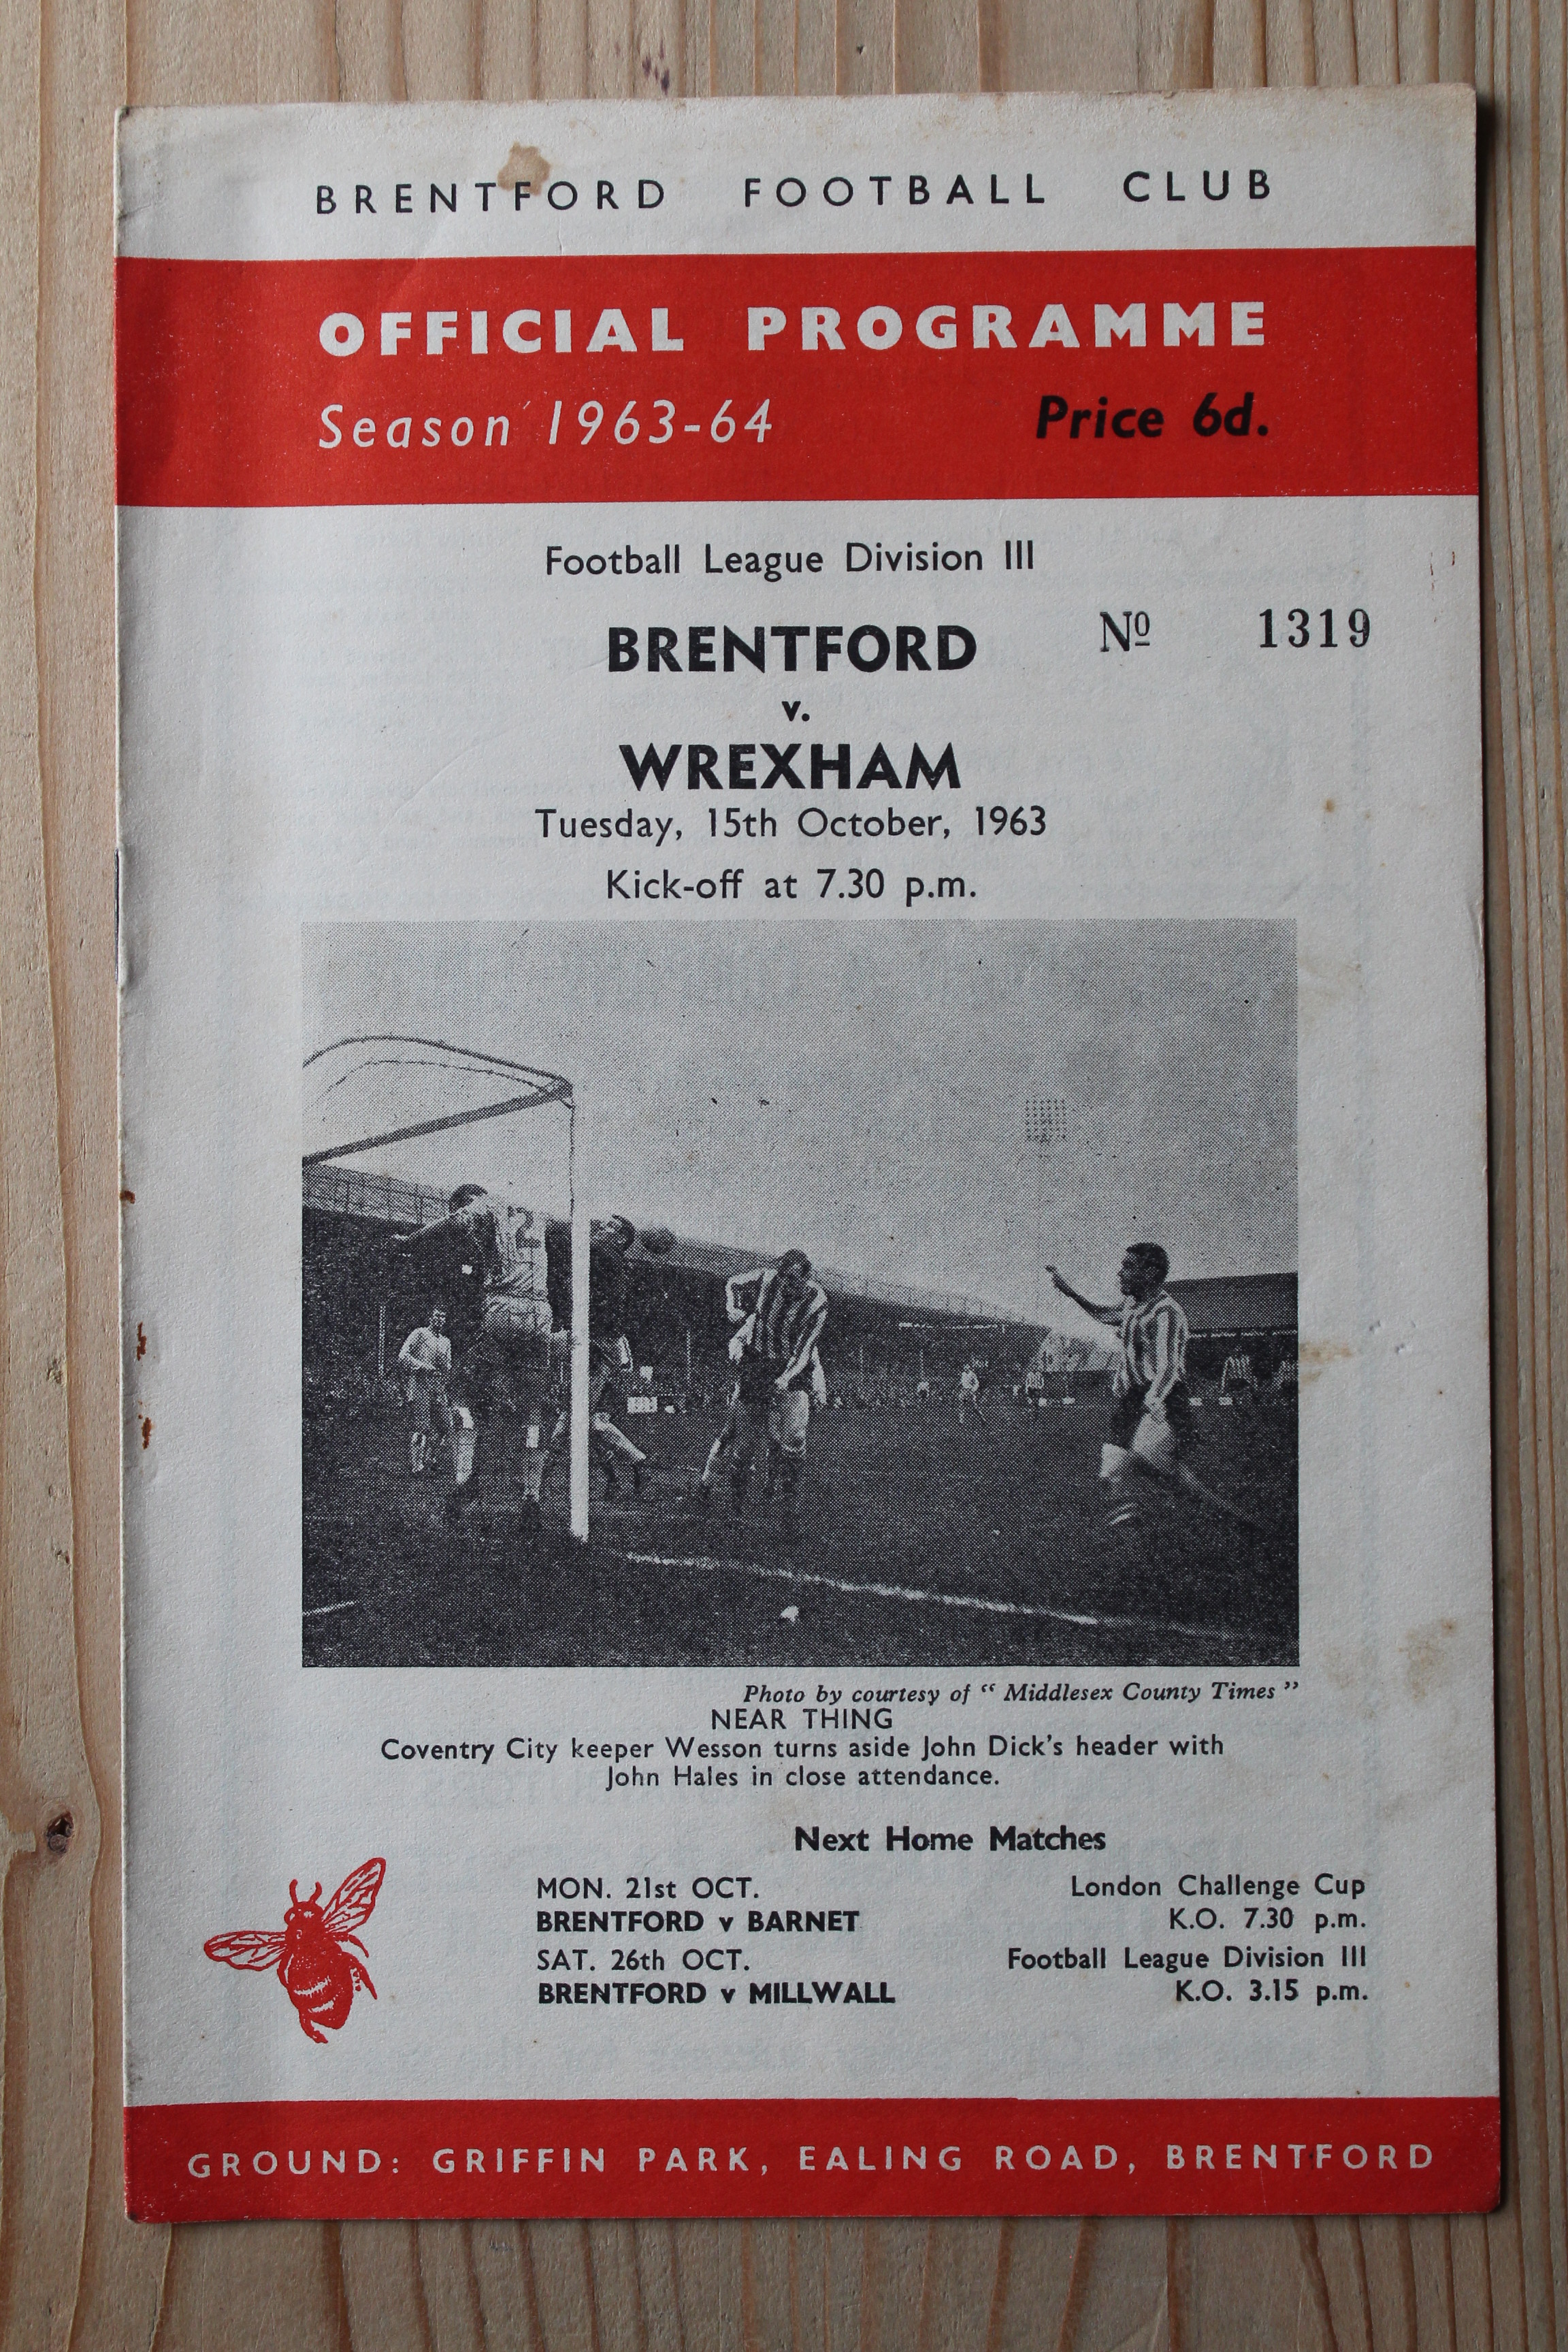 BRENTFORD FOOTBALL CLUB
OFFICIAL PROGRAMME
Season 1963-64 Price 6d.
Football League Division III
BRENTFORD Nº 1319
v.
WREXHAM
Tuesday, 15th October, 1963
Kick-off at 7.30 p.m.
2
Photo by courtesy of “ Middlesex County Times ”
NEAR THING
Coventry City keeper Wesson turns aside John Dick's header with
John Hales in close attendance.
Next Home Matches
MON. 21st OCT. London Challenge Cup
BRENTFORD v BARNET K.O. 7.30 p.m.
SAT. 26th OCT. Football League Division III
BRENTFORD v MILLWALL K.O. 3.15 p.m.
GROUND: GRIFFIN PARK, EALING ROAD, BRENTFORD